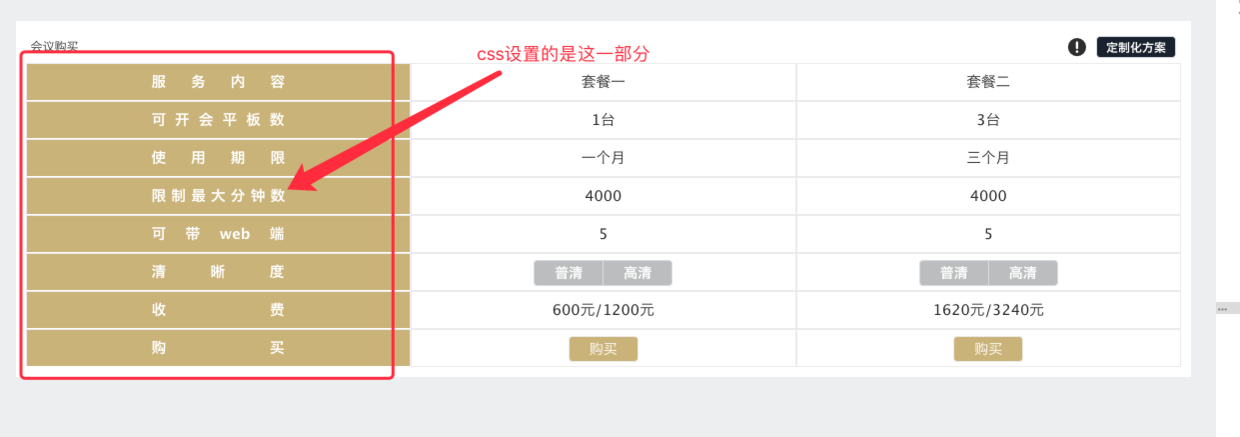 会议购买
css设置的是这一部分
定制化方案
服务内容 套餐一 套餐二
可开会平板数 1台 3台
使用期限 一个月 三个月
限制最大分钟数 4000 4000
可带web端 5 5
清晰度 普清 高清 普清 高清
收费 600元/1200元 1620元/3240元
购买 购买 购买